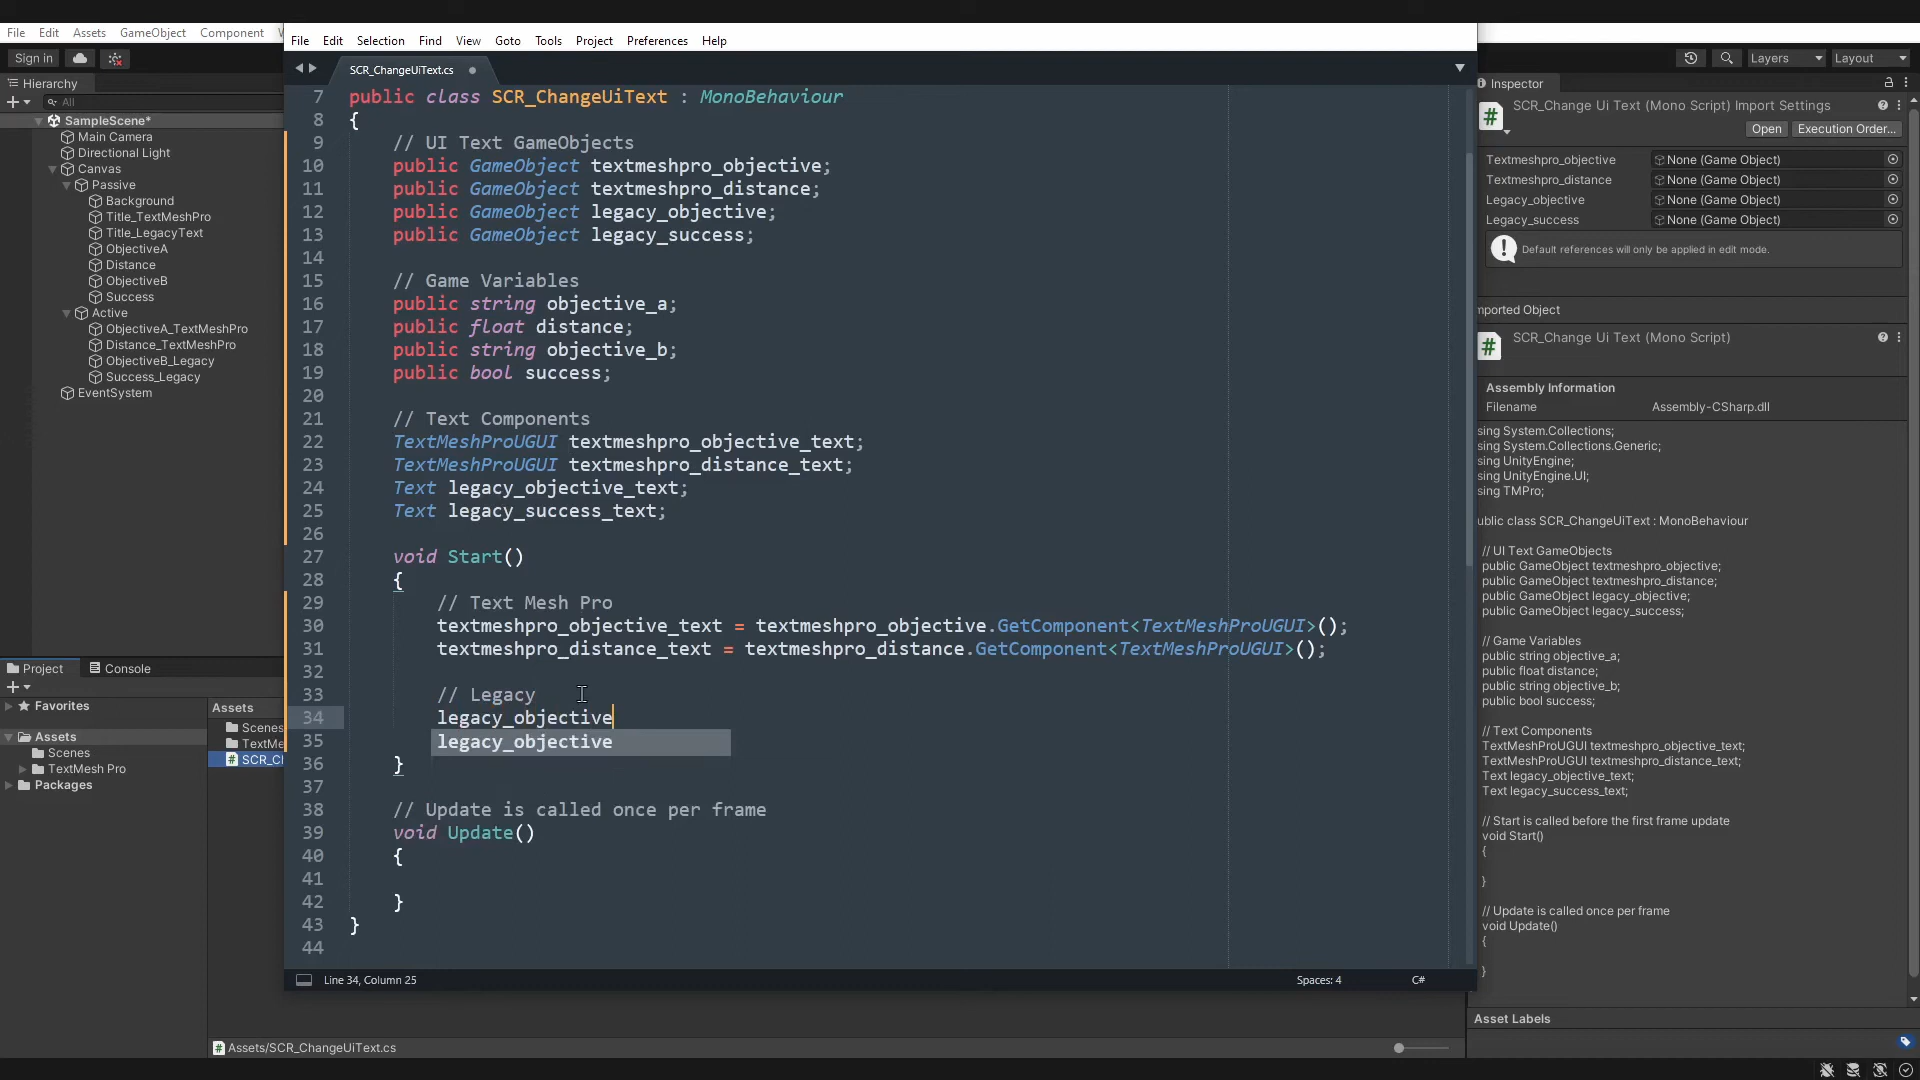 File Edit Assets GameObject Component
File Edit Selection Find View Goto Tools Project Preferences Help
Sign in
Layers
Layout
Hierarchy
All
SampleScene*
Main Camera
Directional Light
Canvas
Passive
Background
Title_TextMeshPro
Title_LegacyText
ObjectiveA
Distance
ObjectiveB
Success
Active
ObjectiveA_TextMeshPro
Distance_TextMeshPro
ObjectiveB_Legacy
Success_Legacy
EventSystem
Project Console
Favorites
Assets
Scenes
TextMesh Pro
Packages
Assets
Scenes
TextMe
SCR_Cl
Assets/SCR_ChangeUiText.cs
SCR_ChangeUiText.cs
7 public class SCR_ChangeUiText : MonoBehaviour
8 {
9 // UI Text GameObjects
10 public GameObject textmeshpro_objective;
11 public GameObject textmeshpro_distance;
12 public GameObject legacy_objective;
13 public GameObject legacy_success;
14
15 // Game Variables
16 public string objective_a;
17 public float distance;
18 public string objective_b;
19 public bool success;
20
21 // Text Components
22 TextMeshProUGUI textmeshpro_objective_text;
23 TextMeshProUGUI textmeshpro_distance_text;
24 Text legacy_objective_text;
25 Text legacy_success_text;
26
27 void Start()
28 {
29 // Text Mesh Pro
30 textmeshpro_objective_text = textmeshpro_objective.GetComponent<TextMeshProUGUI>();
31 textmeshpro_distance_text = textmeshpro_distance.GetComponent<TextMeshProUGUI>();
32
33 // Legacy
34 legacy_objective
35 legacy_objective
36 }
37
38 // Update is called once per frame
39 void Update()
40 {
41
42 }
43 }
44
Line 34, Column 25
Spaces: 4
C#
Inspector
SCR_Change Ui Text (Mono Script) Import Settings
Open Execution Order...
Textmeshpro_objective None (Game Object)
Textmeshpro_distance None (Game Object)
Legacy_objective None (Game Object)
Legacy_success None (Game Object)
Default references will only be applied in edit mode.
mported Object
SCR_Change Ui Text (Mono Script)
Assembly Information
Filename Assembly-CSharp.dll
sing System.Collections;
sing System.Collections.Generic;
sing UnityEngine;
sing UnityEngine.UI;
sing TMPro;
ublic class SCR_ChangeUiText : MonoBehaviour
// UI Text GameObjects
public GameObject textmeshpro_objective;
public GameObject textmeshpro_distance;
public GameObject legacy_objective;
public GameObject legacy_success;
// Game Variables
public string objective_a;
public float distance;
public string objective_b;
public bool success;
// Text Components
TextMeshProUGUI textmeshpro_objective_text;
TextMeshProUGUI textmeshpro_distance_text;
Text legacy_objective_text;
Text legacy_success_text;
// Start is called before the first frame update
void Start()
{
}
// Update is called once per frame
void Update()
{
}
Asset Labels